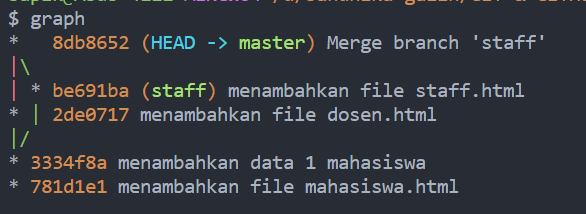 $ graph
*   8db8652 (HEAD -> master) Merge branch 'staff'
|\
| * be691ba (staff) menambahkan file staff.html
* | 2de0717 menambahkan file dosen.html
|/
* 3334f8a menambahkan data 1 mahasiswa
* 781d1e1 menambahkan file mahasiswa.html